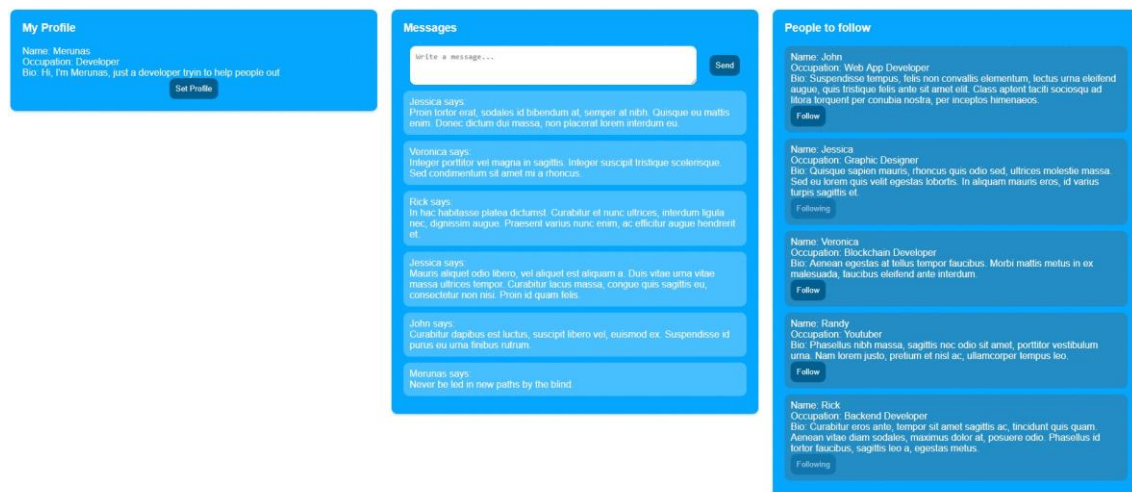 My Profile
Name: Merunas
Occupation: Developer
Bio: Hi, I'm Merunas, just a developer tryin to help people out
Set Profile
Messages
Write a message...
Send
Jessica says:
Proin tortor erat, sodales id bibendum at, semper at nibh. Quisque eu mattis
enim. Donec dictum dui massa, non placerat lorem interdum eu.
Veronica says:
Integer porttitor vel magna in sagittis. Integer suscipit tristique scelerisque.
Sed condimentum sit amet mi a rhoncus.
Rick says:
In hac habitasse platea dictumst. Curabitur et nunc ultrices, interdum ligula
nec, dignissim augue. Praesent varius nunc enim, ac efficitur augue hendrerit
et.
Jessica says:
Mauris aliquet odio libero, vel aliquet est aliquam a. Duis vitae urna vitae
massa ultrices tempor. Curabitur lacus massa, congue quis sagittis eu,
consectetur non nisi. Proin id quam felis.
John says:
Curabitur dapibus est luctus, suscipit libero vel, euismod ex. Suspendisse id
purus eu urna finibus rutrum.
Merunas says:
Never be led in new paths by the blind.
People to follow
Name: John
Occupation: Web App Developer
Bio: Suspendisse tempus, felis non convallis elementum, lectus urna eleifend
augue, quis tristique felis ante sit amet elit. Class aptent taciti sociosqu ad
litora torquent per conubia nostra, per inceptos himenaeos.
Follow
Name: Jessica
Occupation: Graphic Designer
Bio: Quisque sapien mauris, rhoncus quis odio sed, ultrices molestie massa.
Sed eu lorem quis velit egestas lobortis. In aliquam mauris eros, id varius
turpis sagittis et.
Following
Name: Veronica
Occupation: Blockchain Developer
Bio: Aenean egestas at tellus tempor faucibus. Morbi mattis metus in ex
malesuada, faucibus eleifend ante interdum.
Follow
Name: Randy
Occupation: Youtuber
Bio: Phasellus nibh massa, sagittis nec odio sit amet, porttitor vestibulum
urna. Nam lorem justo, pretium et nisl ac, ullamcorper tempus leo.
Follow
Name: Rick
Occupation: Backend Developer
Bio: Curabitur eros ante, tempor sit amet sagittis ac, tincidunt quis quam.
Aenean vitae diam sodales, maximus dolor at, posuere odio. Phasellus id
tortor faucibus, sagittis leo a, egestas metus.
Following